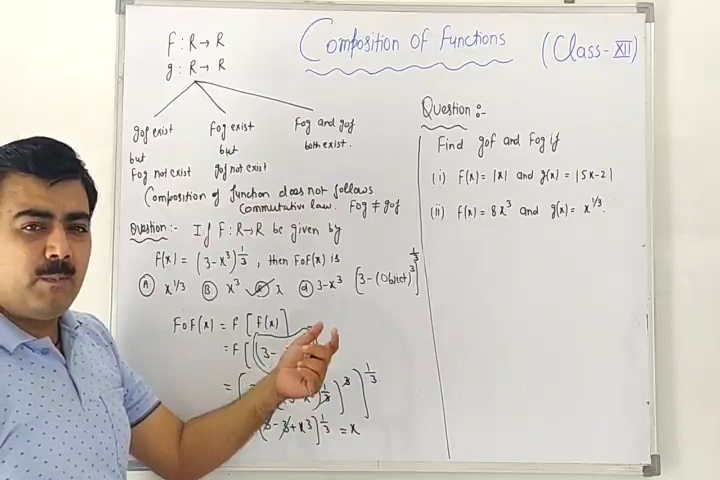 Composition Of Functions (Class-XII)
F : R → R
g : R → R
gof exist
but
Fog not exist
Fog exist
but
gof not exist
Fog and gof
both exist.
Composition of function does not follows
commutative law. Fog ≠ gof
Question :- If F : R→R be given by
F(x) = (3-x³)^1/3, then FoF(x) is
(A) x^1/3 (B) x³ (C) x (d) 3-x³ [3-(Object)³]^1/3
FoF(x) = F[f(x)]
= F[(3-
= (
3-3+x³)^1/3 = x
Question :-
Find gof and Fog if
(i) F(x) = |x| and g(x) = |5x-2|
(ii) F(x) = 8x³ and g(x) = x^1/3.